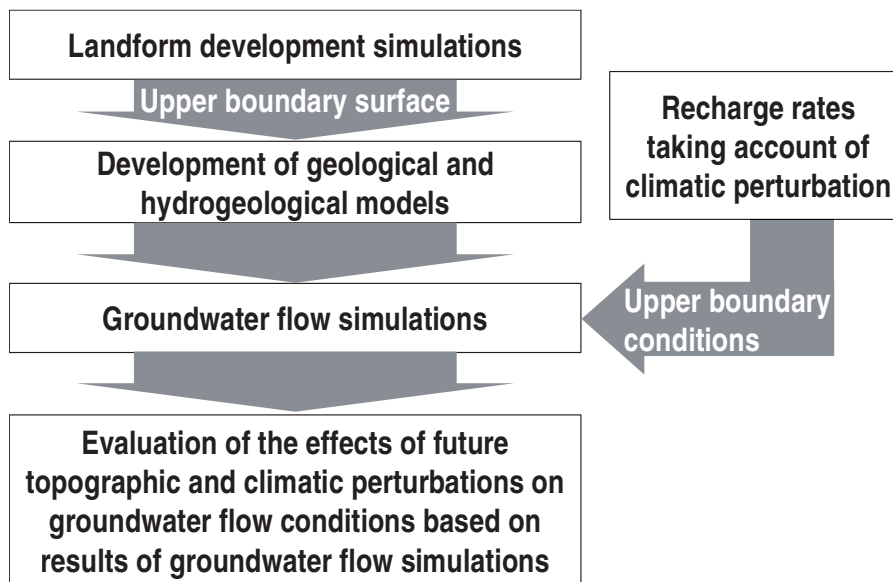 Landform development simulations
Upper boundary surface
Development of geological and
hydrogeological models
Recharge rates
taking account of
climatic perturbation
Groundwater flow simulations
Upper boundary
conditions
Evaluation of the effects of future
topographic and climatic perturbations on
groundwater flow conditions based on
results of groundwater flow simulations